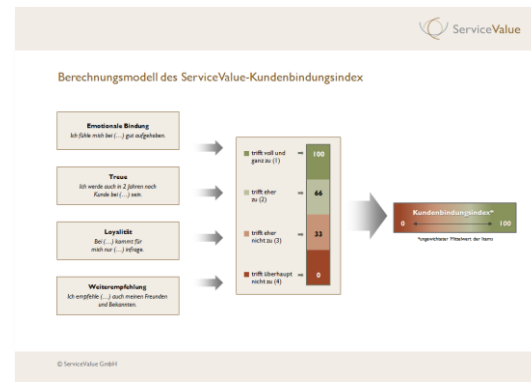 ServiceValue
Berechnungsmodell des ServiceValue-Kundenbindungsindex
Emotionale Bindung
Ich fühle mich bei (...) gut aufgehoben.
Treue
Ich werde auch in 2 Jahren noch
Kunde bei (...) sein.
Loyalität
Bei (...) kommt für
mich nur (...) infrage.
Weiterempfehlung
Ich empfehle (...) auch meinen Freunden
und Bekannten.
trifft voll und
ganz zu (1)
100
trifft eher
zu (2)
66
trifft eher
nicht zu (3)
33
trifft überhaupt
nicht zu (4)
0
Kundenbindungsindex*
0
100
*ungewichteter Mittelwert der Items
© ServiceValue GmbH